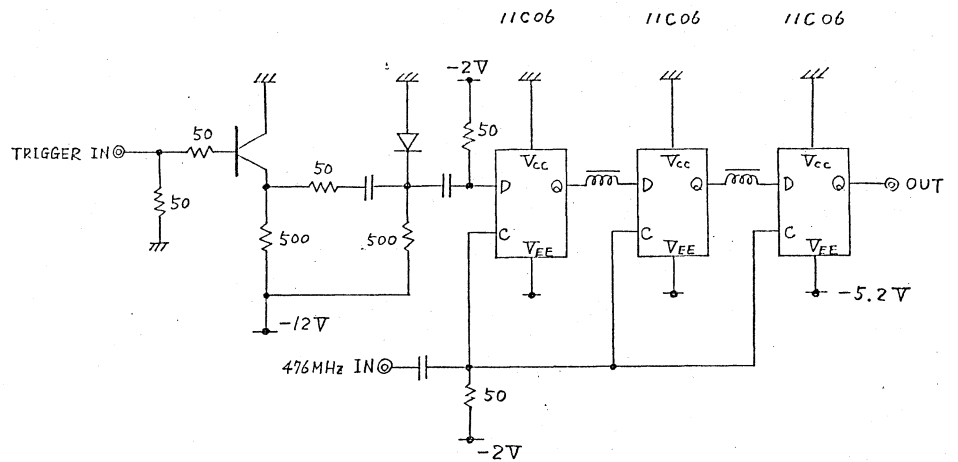 11C06 11C06 11C06
-2V
50
50
TRIGGER IN
50
50
500
500
Vcc
D Q
C
VEE
Vcc
D Q
C
VEE
Vcc
D Q
C
VEE
OUT
-5.2V
-12V
476MHz IN
50
-2V